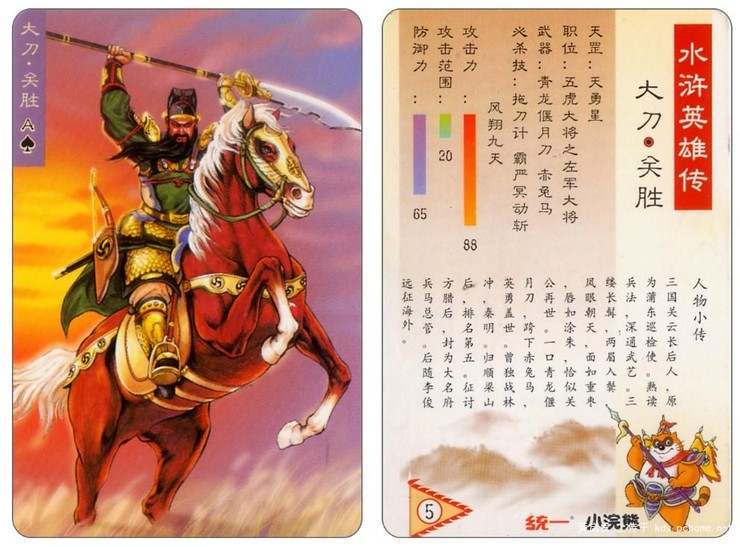 大刀·关胜
A♠
水浒英雄传
大刀·关胜
天罡：天勇星
职位：五虎大将之左军大将
武器：青龙偃月刀 赤兔马
必杀技：拖刀计 霸严冥动斩
风翔九天
攻击力：88
攻击范围：20
防御力：65
人物小传
三国关云长后人，原
为蒲东巡检使。熟读
兵法，深通武艺。三
缕长髯，两眉入鬓
凤眼朝天，面如重枣
，唇如涂朱，恰似关
公再世。一口青龙偃
月刀，跨下赤兔马，
英勇盖世。曾独战林
冲，秦明。归顺梁山
后，排名第五。征讨
方腊后，封为大名府
兵马总管。后随李俊
远征海外。
5
统一 小浣熊
kds.pchome.net